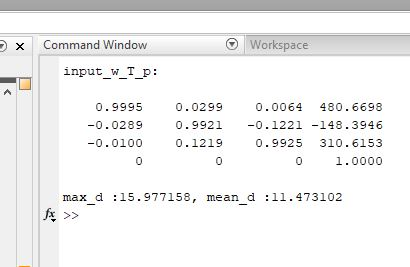 Command Window
Workspace
input_w_T_p:
0.9995 0.0299 0.0064 480.6698
-0.0289 0.9921 -0.1221 -148.3946
-0.0100 0.1219 0.9925 310.6153
0 0 0 1.0000
max_d :15.977158, mean_d :11.473102
fx >>